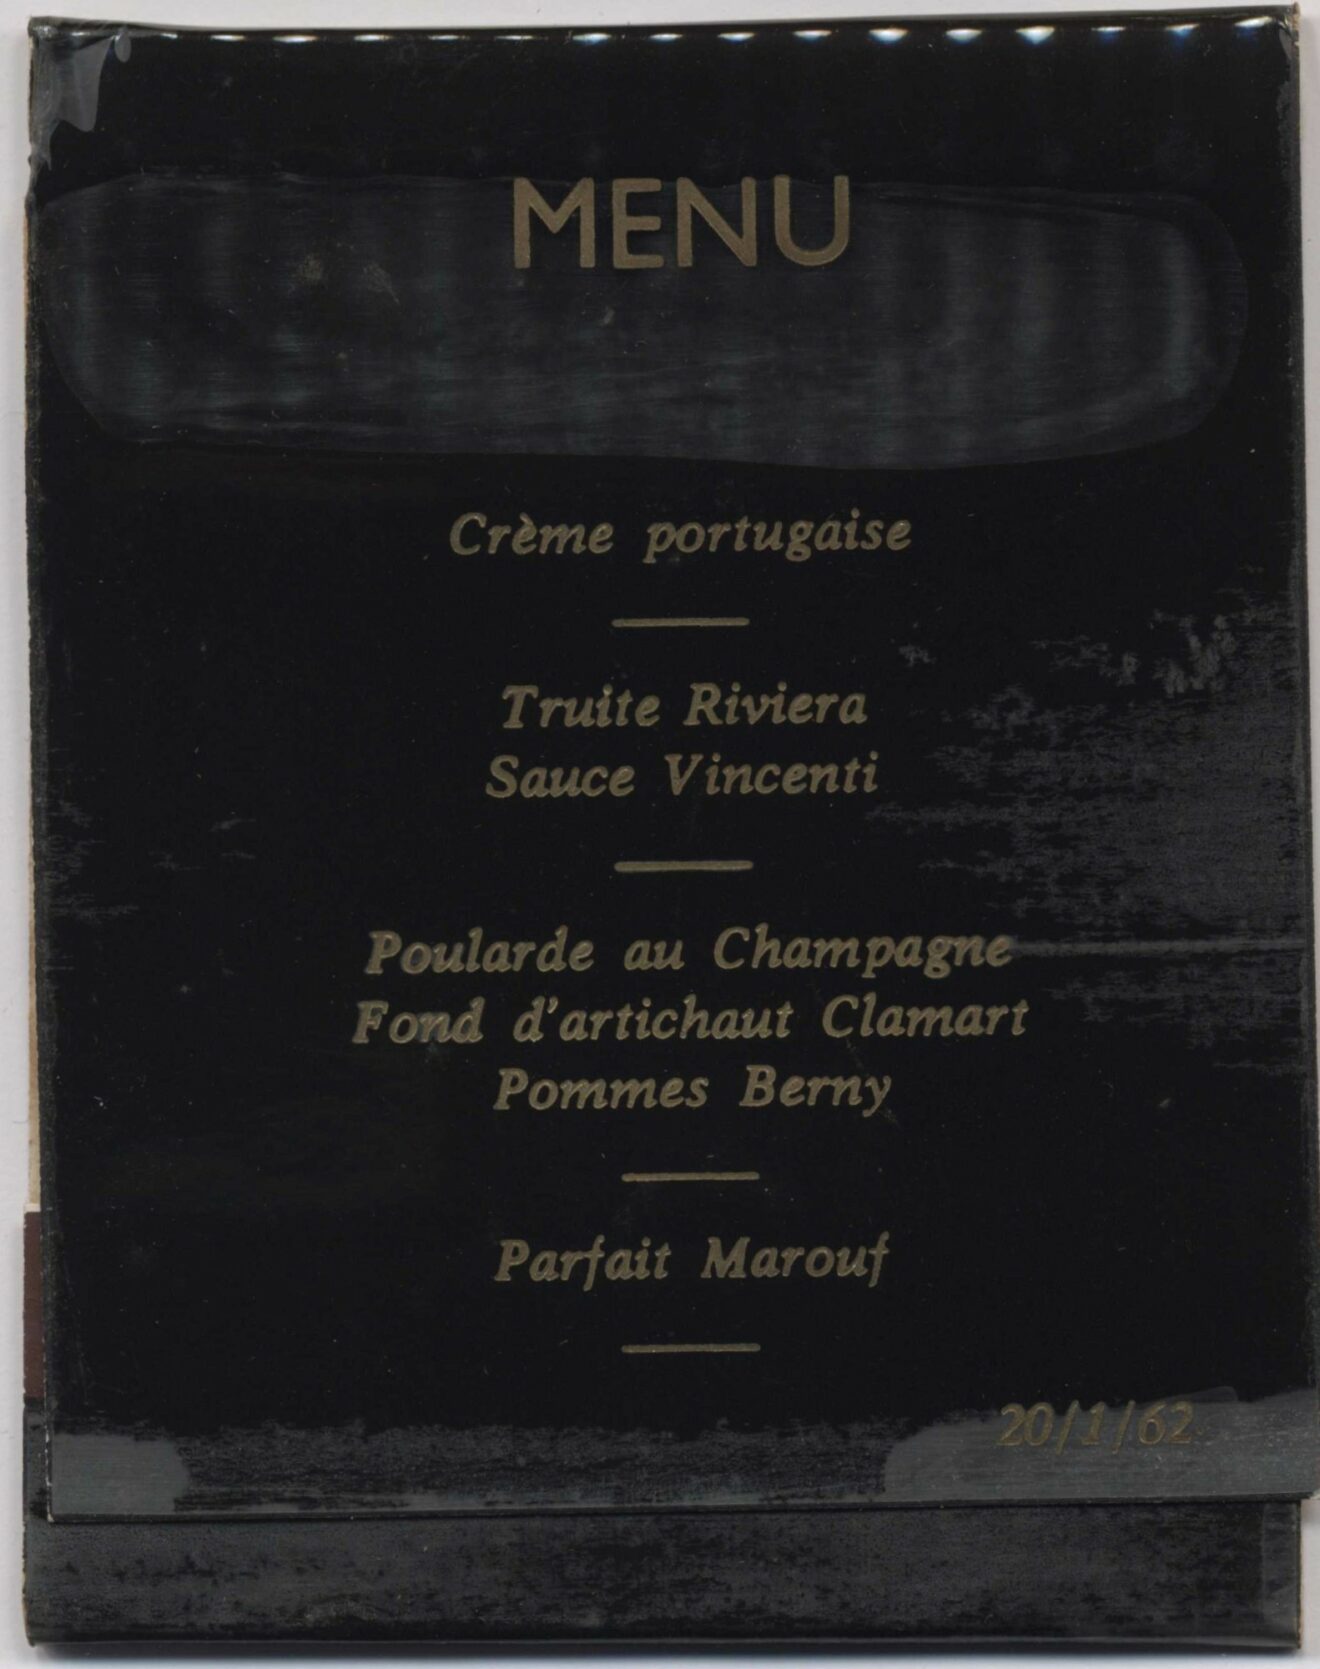 MENU
Crème portugaise
Truite Riviera
Sauce Vincenti
Poularde au Champagne
Fond d'artichaut Clamart
Pommes Berny
Parfait Marouf
20/1/62